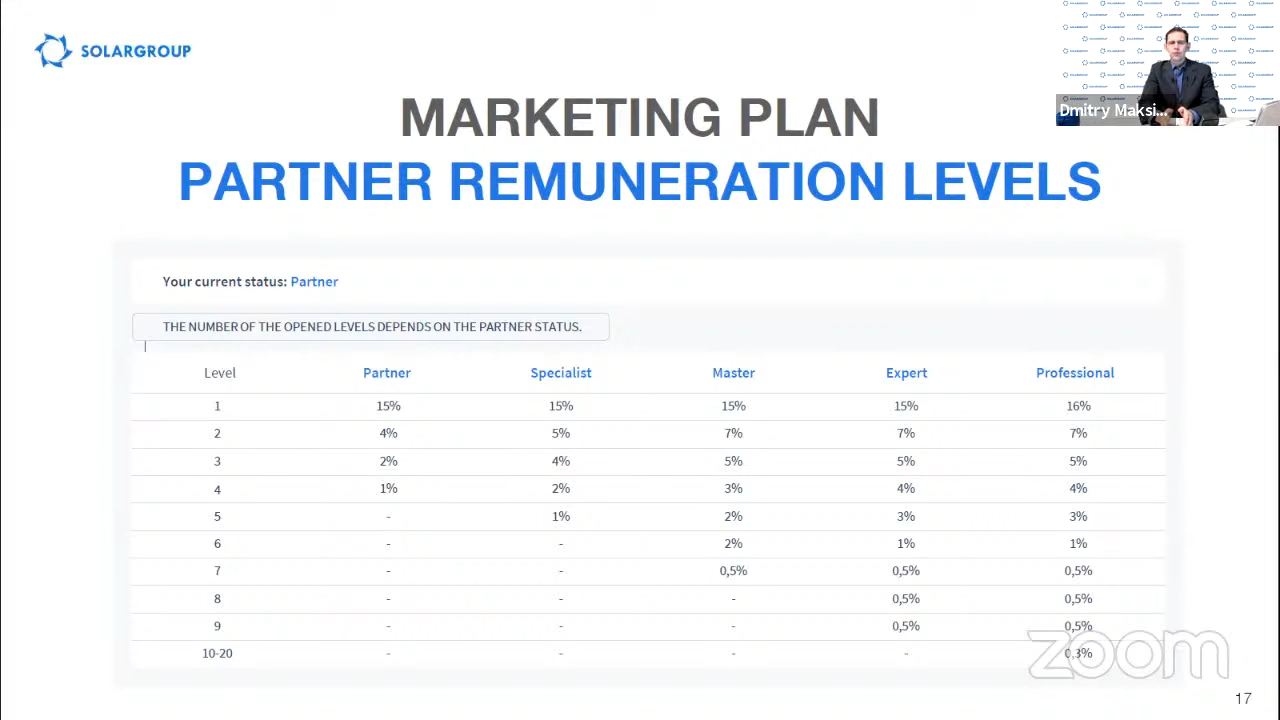 SOLARGROUP
Dmitry Maksi...
MARKETING PLAN
PARTNER REMUNERATION LEVELS
Your current status: Partner
THE NUMBER OF THE OPENED LEVELS DEPENDS ON THE PARTNER STATUS.
Level Partner Specialist Master Expert Professional
1 15% 15% 15% 15% 16%
2 4% 5% 7% 7% 7%
3 2% 4% 5% 5% 5%
4 1% 2% 3% 4% 4%
5 - 1% 2% 3% 3%
6 - - 2% 1% 1%
7 - - 0,5% 0,5% 0,5%
8 - - - 0,5% 0,5%
9 - - - 0,5% 0,5%
10-20 - - - - 0,3%
zoom
17